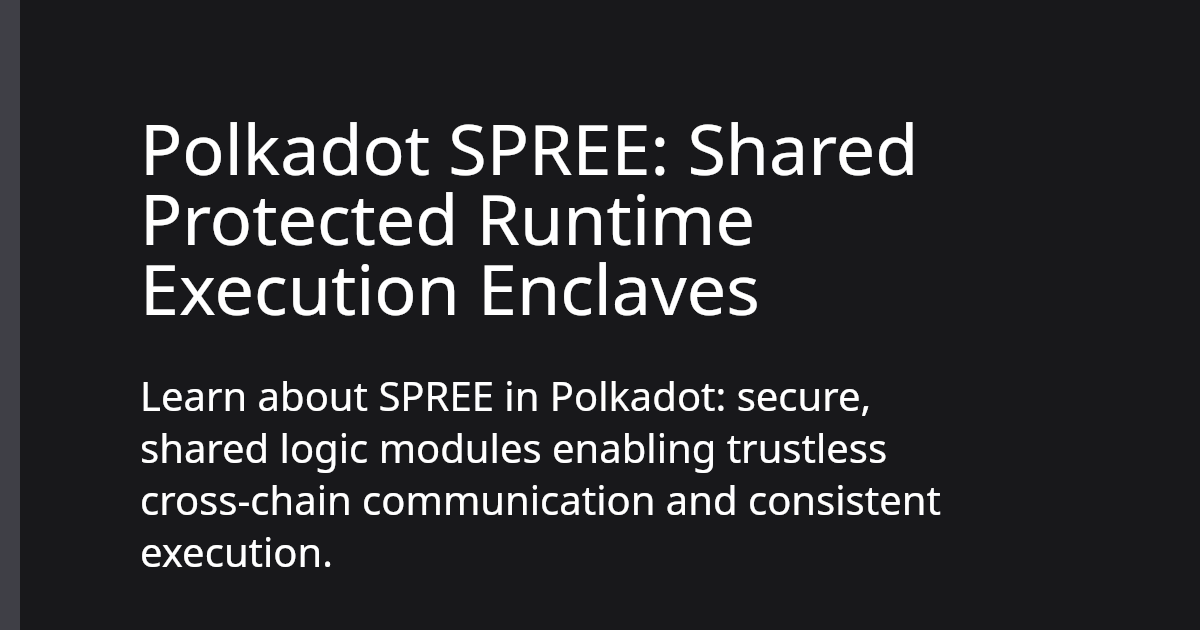 Polkadot SPREE: Shared
Protected Runtime
Execution Enclaves
Learn about SPREE in Polkadot: secure,
shared logic modules enabling trustless
cross-chain communication and consistent
execution.